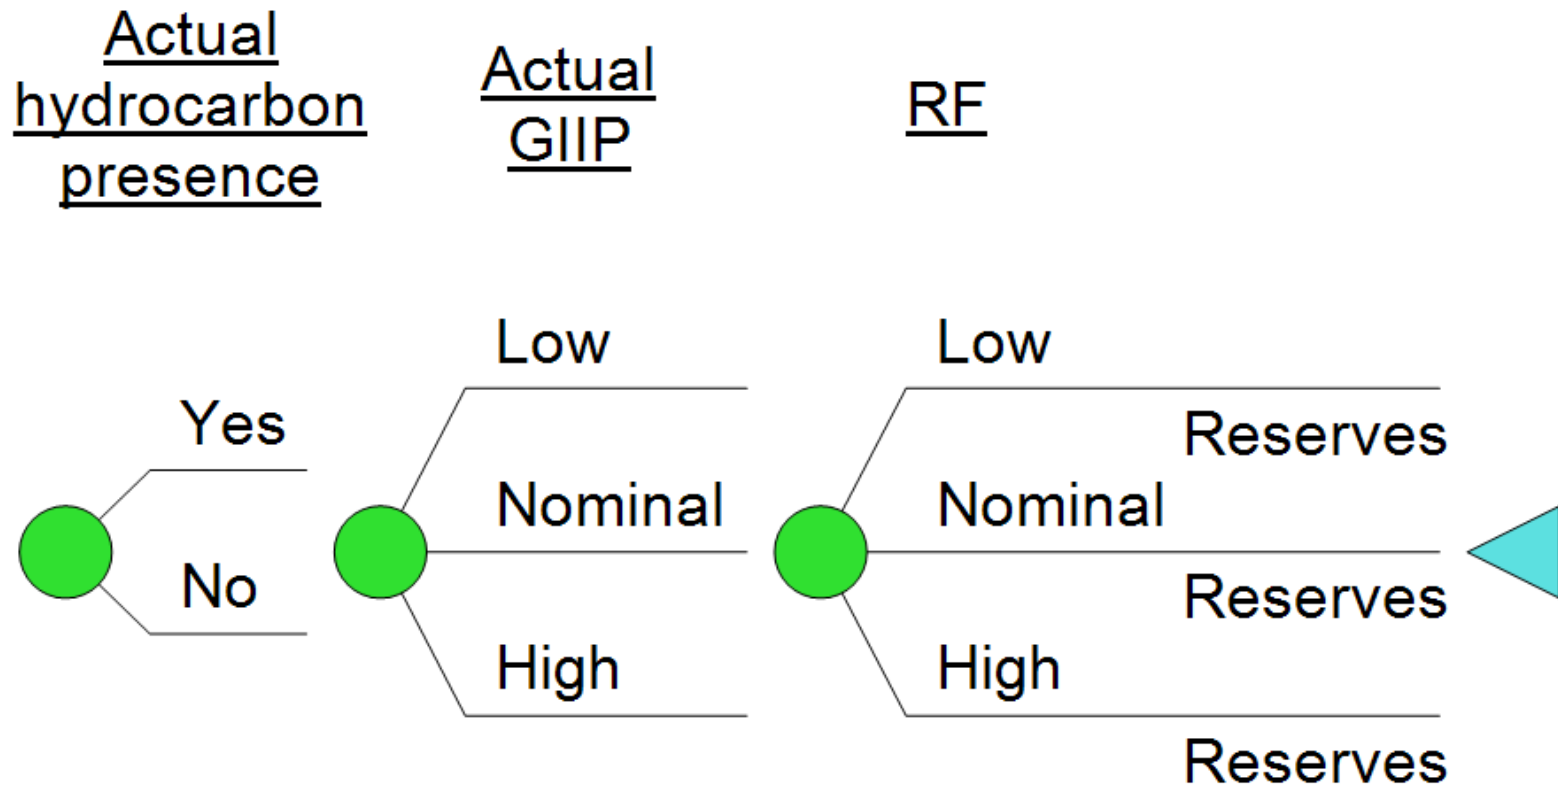 Actual
hydrocarbon
presence
Actual
GIIP
RF
Yes
No
Low
Nominal
High
Low
Reserves
Nominal
Reserves
High
Reserves